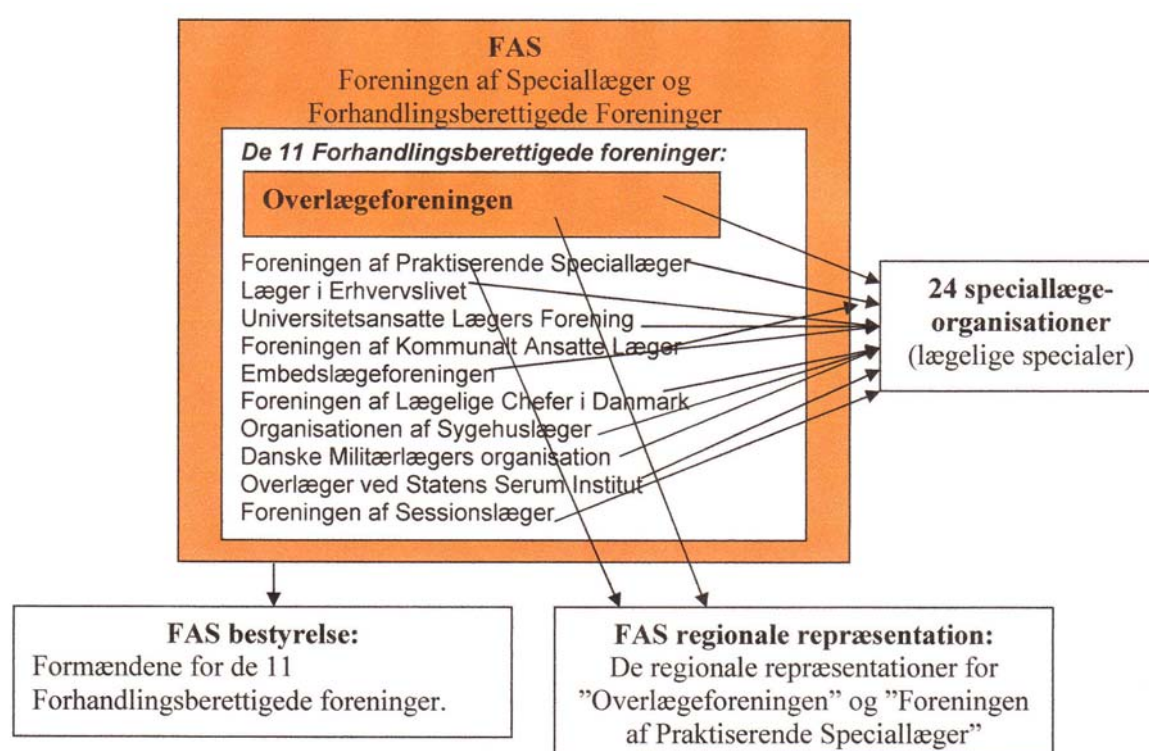 FAS
Foreningen af Speciallæger og
Forhandlingsberettigede Foreninger
De 11 Forhandlingsberettigede foreninger:
Overlægeforeningen
Foreningen af Praktiserende Speciallæger
Læger i Erhvervslivet
Universitetsansatte Lægers Forening
Foreningen af Kommunalt Ansatte Læger
Embedslægeforeningen
Foreningen af Lægelige Chefer i Danmark
Organisationen af Sygehuslæger
Danske Militærlægers organisation
Overlæger ved Statens Serum Institut
Foreningen af Sessionslæger
24 speciallæge-
organisationer
(lægelige specialer)
FAS bestyrelse:
Formændene for de 11
Forhandlingsberettigede foreninger.
FAS regionale repræsentation:
De regionale repræsentationer for
”Overlægeforeningen” og ”Foreningen
af Praktiserende Speciallæger”